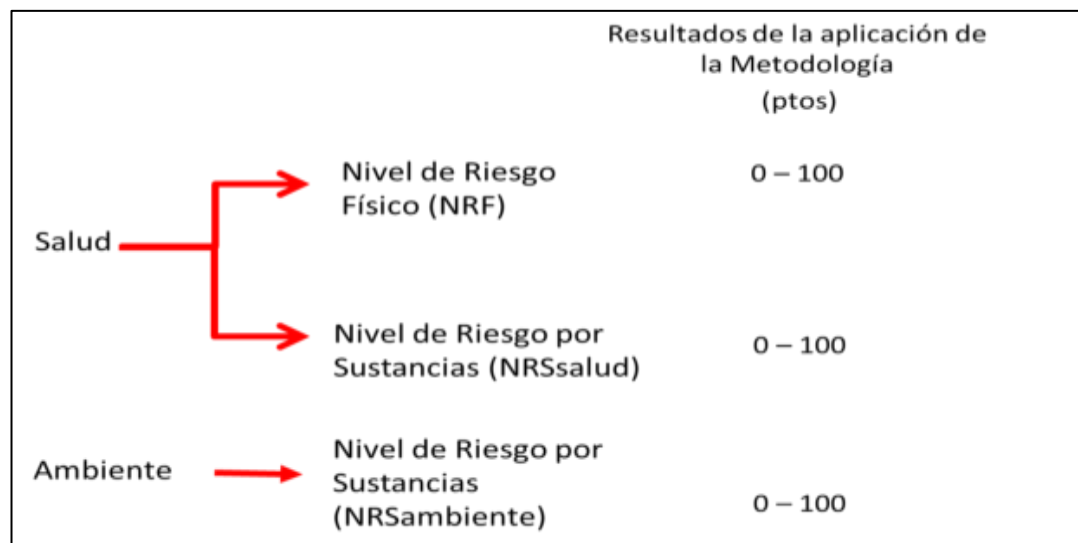 Resultados de la aplicación de
la Metodología
(ptos)
Nivel de Riesgo
Físico (NRF)
0 – 100
Salud
Nivel de Riesgo por
Sustancias (NRSsalud)
0 – 100
Ambiente
Nivel de Riesgo por
Sustancias
(NRSambiente)
0 – 100